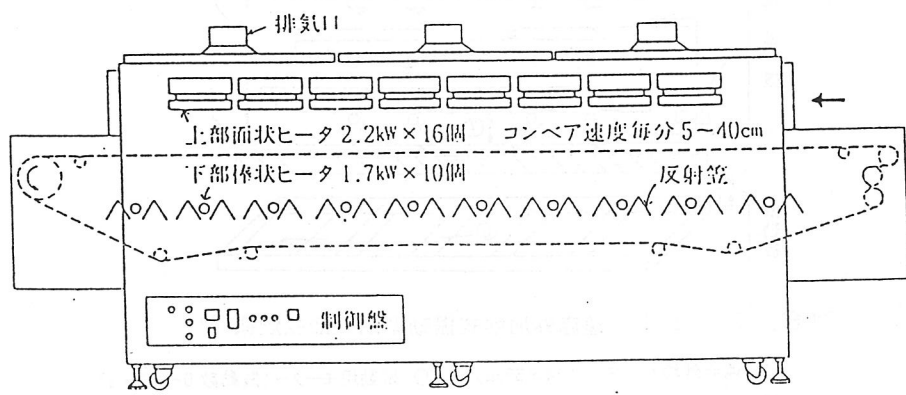 排気口
上部面状ヒータ 2.2kW×16個
コンベア速度毎分 5〜40cm
下部棒状ヒータ 1.7kW×10個
反射笠
制御盤